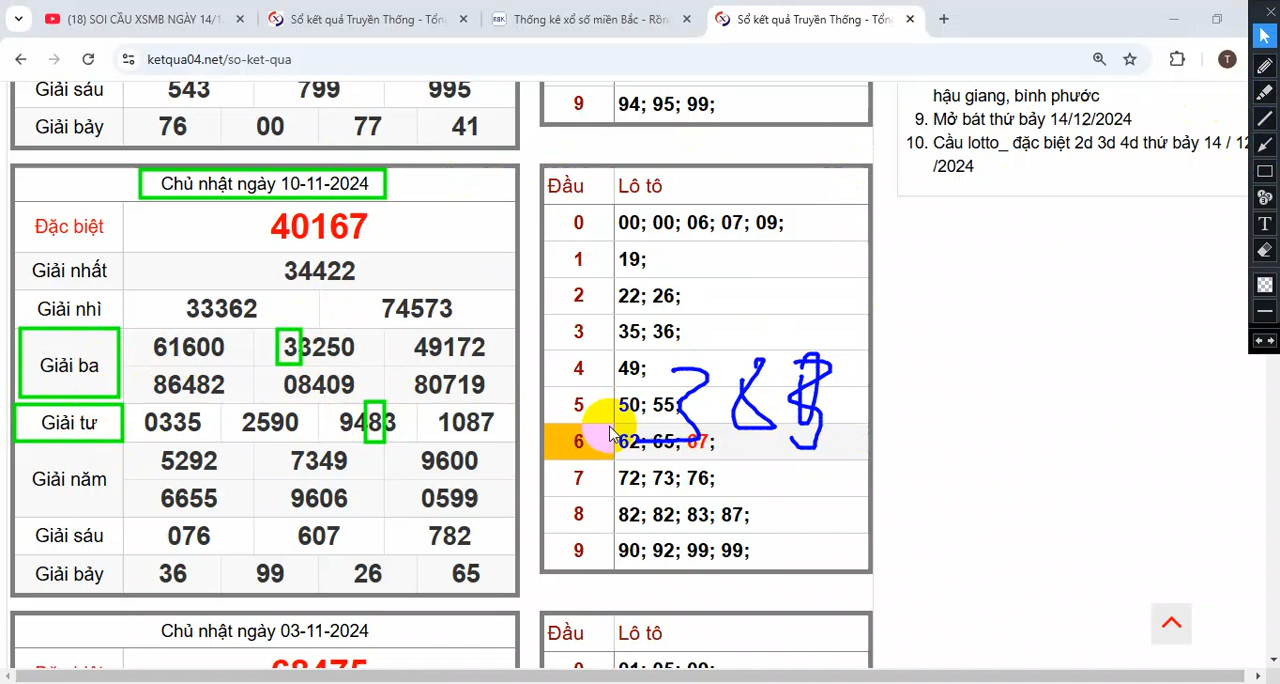 (18) SOI CẦU XSMB NGÀY 14/1
Sổ kết quả Truyền Thống - Tổn
Thống kê xổ số miền Bắc - Rồn
Sổ kết quả Truyền Thống - Tổn
ketqua04.net/so-ket-qua
T
Giải sáu 543 799 995
Giải bảy 76 00 77 41
9 94; 95; 99;
hậu giang, bình phước
9. Mở bát thứ bảy 14/12/2024
10. Cầu lotto_ đặc biệt 2d 3d 4d thứ bảy 14 / 12
/2024
Chủ nhật ngày 10-11-2024
Đặc biệt 40167
Giải nhất 34422
Giải nhì 33362 74573
Giải ba 61600 33250 49172
86482 08409 80719
Giải tư 0335 2590 9483 1087
Giải năm 5292 7349 9600
6655 9606 0599
Giải sáu 076 607 782
Giải bảy 36 99 26 65
Đầu Lô tô
0 00; 00; 06; 07; 09;
1 19;
2 22; 26;
3 35; 36;
4 49;
5 50; 55;
6 62; 65; 67;
7 72; 73; 76;
8 82; 82; 83; 87;
9 90; 92; 99; 99;
Chủ nhật ngày 03-11-2024
Đầu Lô tô
68475